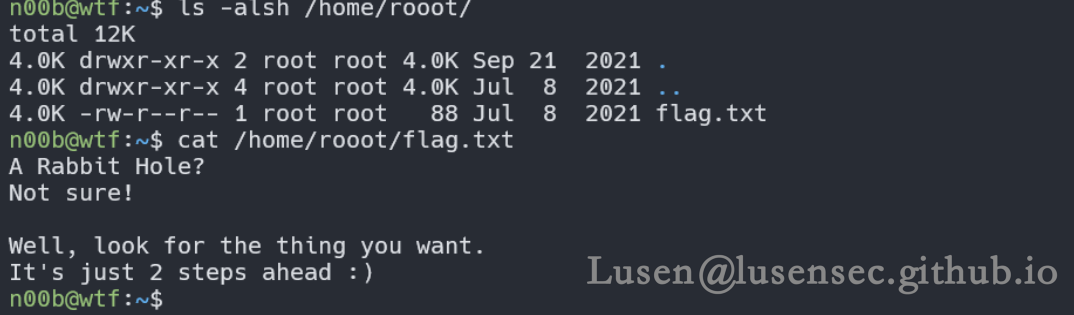 n00b@wtf:~$ ls -alsh /home/rooot/
total 12K
4.0K drwxr-xr-x 2 root root 4.0K Sep 21  2021 .
4.0K drwxr-xr-x 4 root root 4.0K Jul  8  2021 ..
4.0K -rw-r--r-- 1 root root   88 Jul  8  2021 flag.txt
n00b@wtf:~$ cat /home/rooot/flag.txt
A Rabbit Hole?
Not sure!

Well, look for the thing you want.
It's just 2 steps ahead :)
n00b@wtf:~$
Lusen@lusensec.github.io